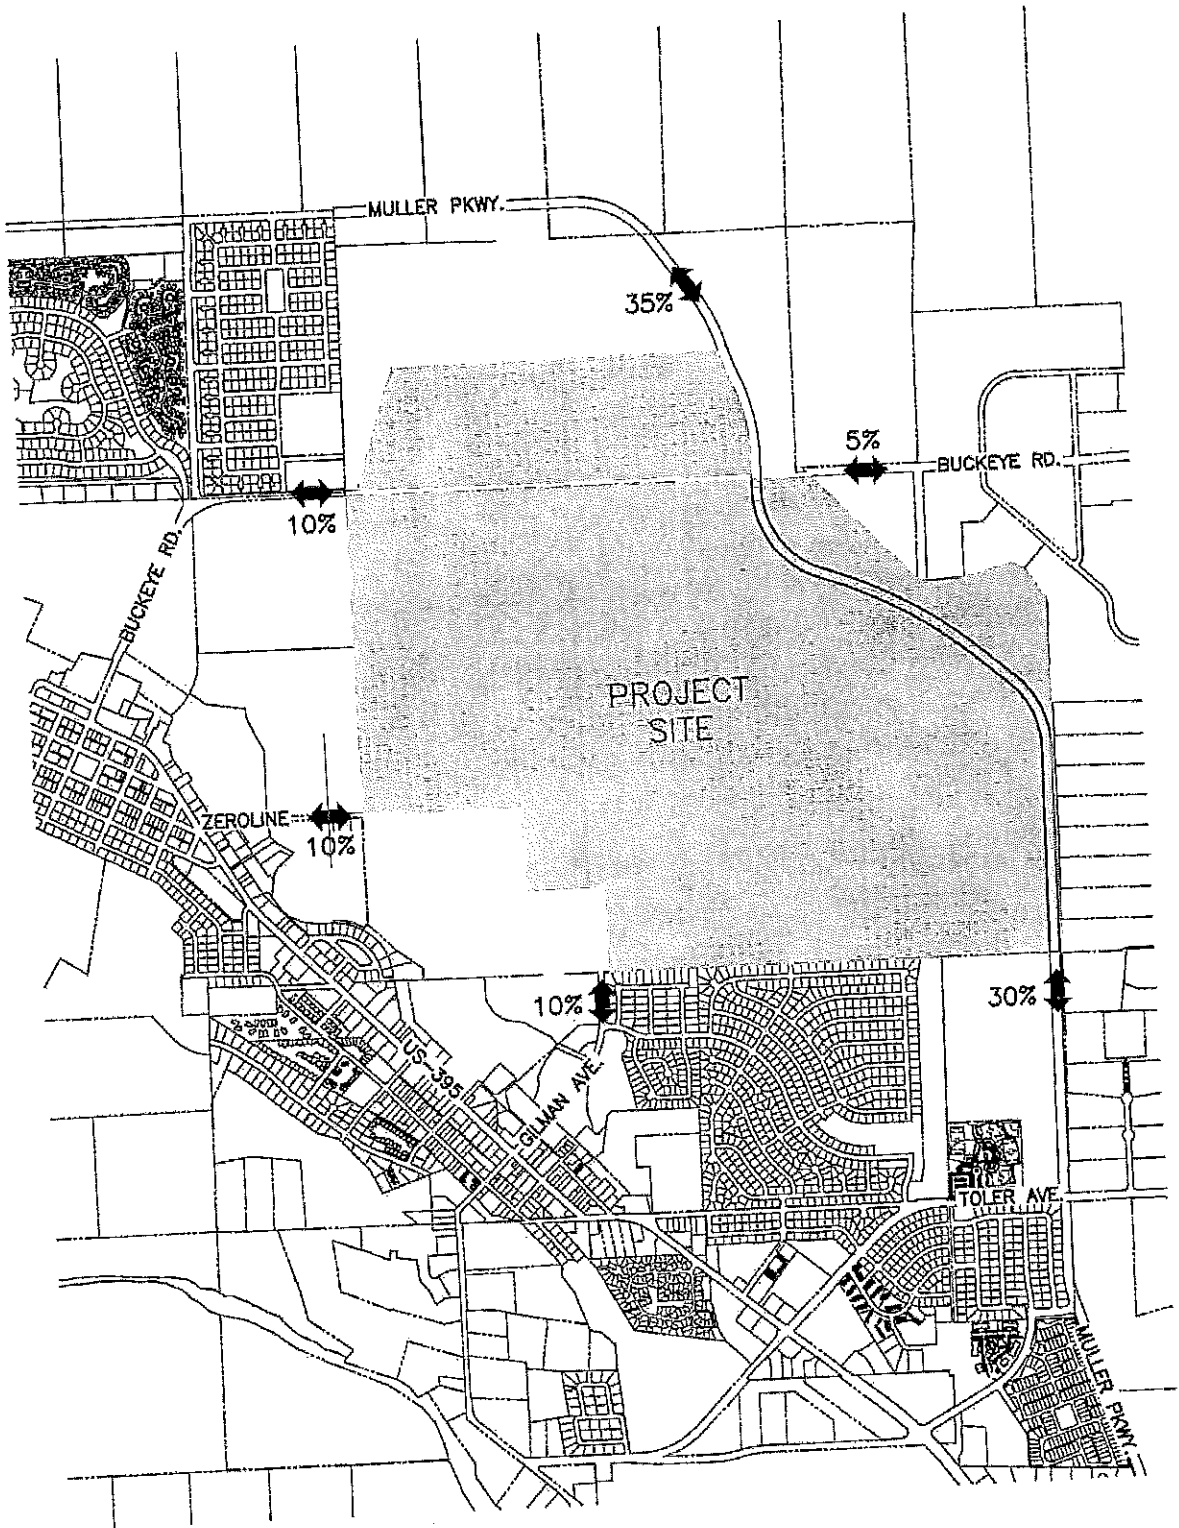 MULLER PKWY.
35%
5%
BUCKEYE RD.
10%
BUCKEYE RD.
PROJECT
SITE
ZEROLINE
10%
10%
30%
US-395
GILMAN AVE.
TOLER AVE
MULLER PKWY.